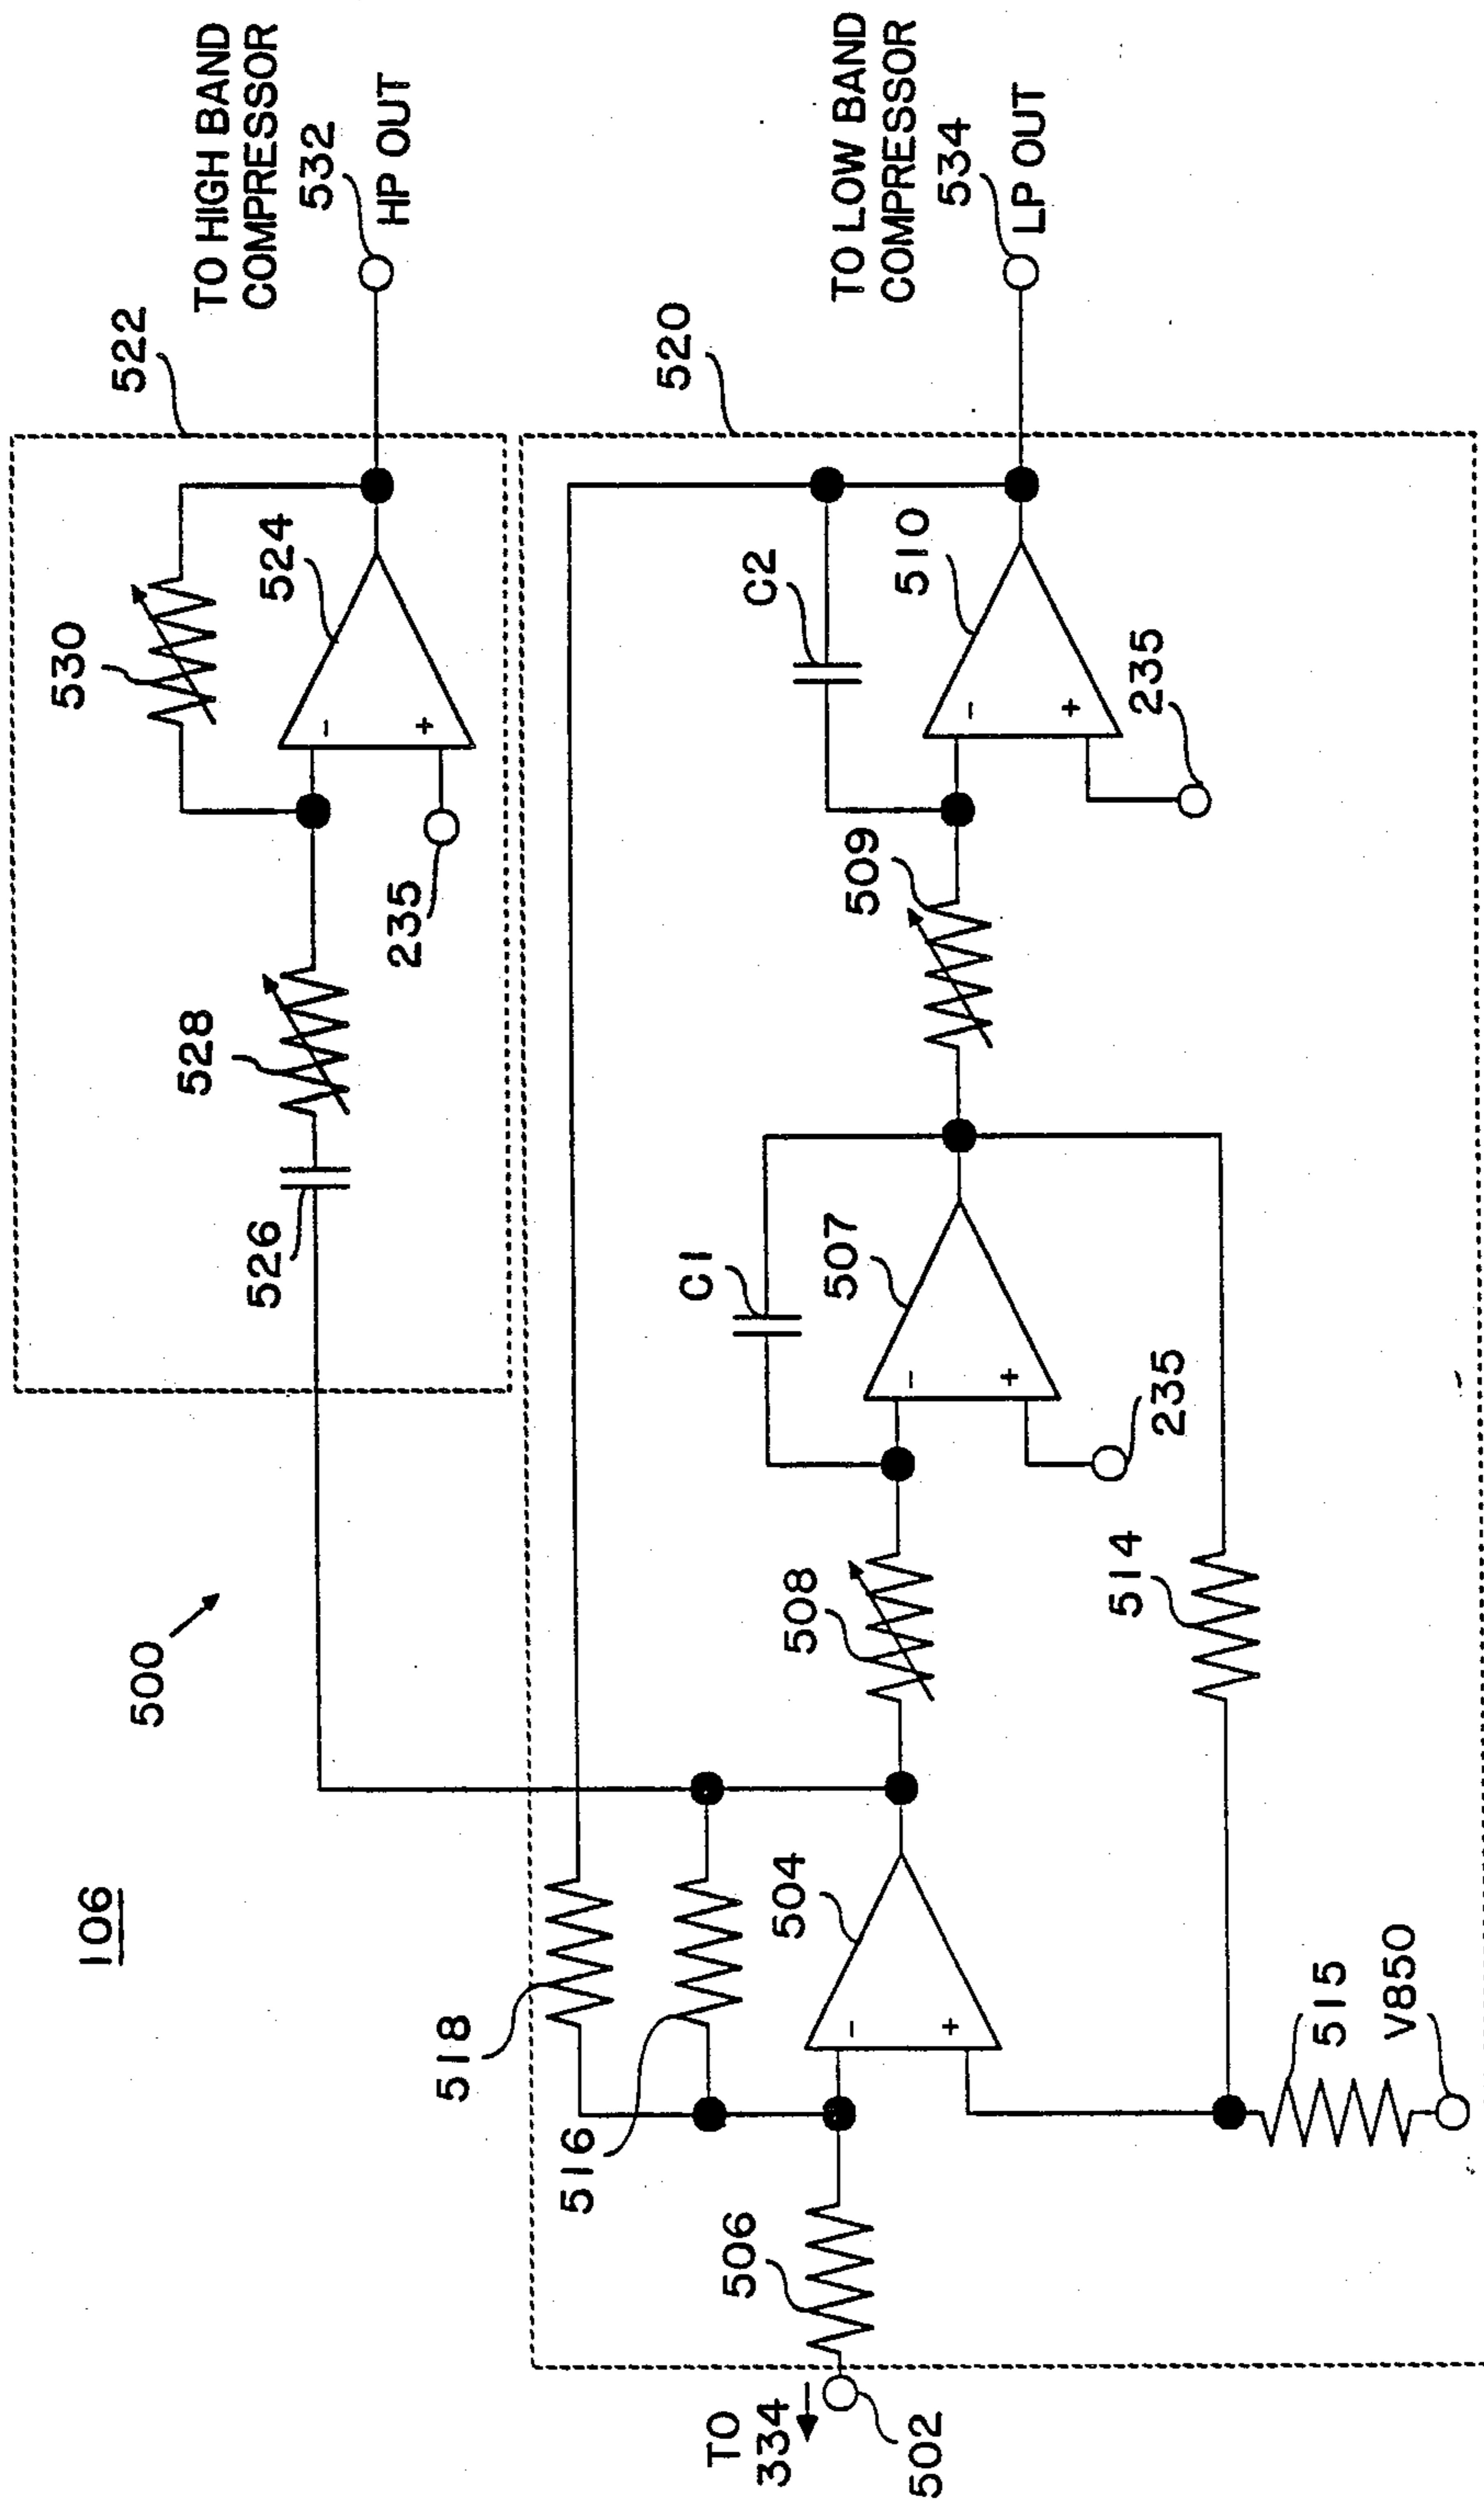 106
500
522
TO HIGH BAND
COMPRESSOR
532
HP OUT
530
524
528
526
235
520
TO LOW BAND
COMPRESSOR
534
LP OUT
518
516
C2
510
509
235
C1
507
508
235
514
504
506
TO
334
502
515
V850